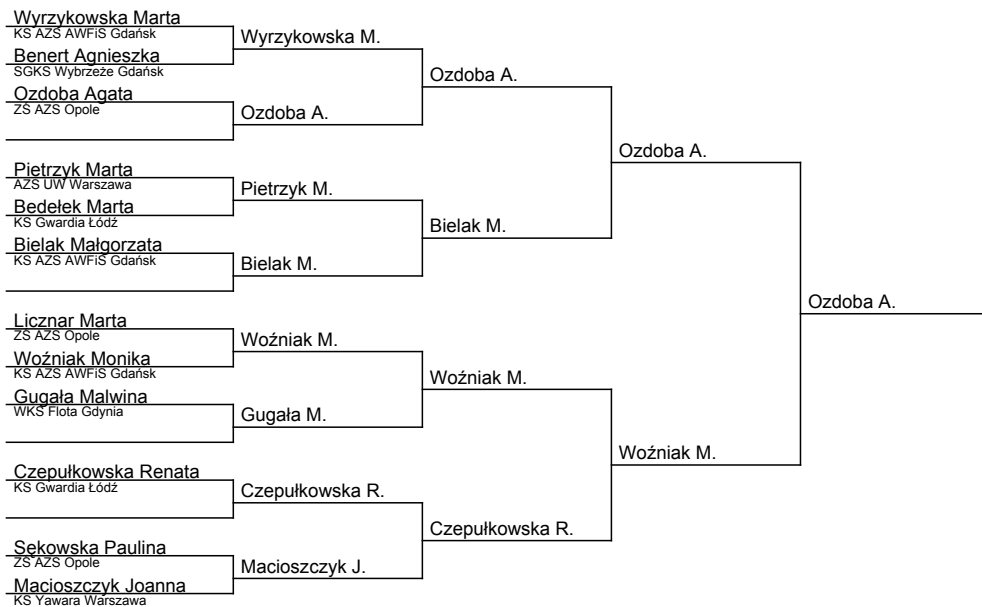 Wyrzykowska Marta
KS AZS AWFiS Gdańsk
Benert Agnieszka
SGKS Wybrzeże Gdańsk
Ozdoba Agata
ZS AZS Opole
Pietrzyk Marta
AZS UW Warszawa
Bedełek Marta
KS Gwardia Łódź
Bielak Małgorzata
KS AZS AWFiS Gdańsk
Licznar Marta
ZS AZS Opole
Woźniak Monika
KS AZS AWFiS Gdańsk
Gugała Malwina
WKS Flota Gdynia
Czepułkowska Renata
KS Gwardia Łódź
Sękowska Paulina
ZS AZS Opole
Macioszczyk Joanna
KS Yawara Warszawa
Wyrzykowska M.
Ozdoba A.
Pietrzyk M.
Bielak M.
Woźniak M.
Gugała M.
Czepułkowska R.
Macioszczyk J.
Ozdoba A.
Bielak M.
Woźniak M.
Czepułkowska R.
Ozdoba A.
Woźniak M.
Ozdoba A.